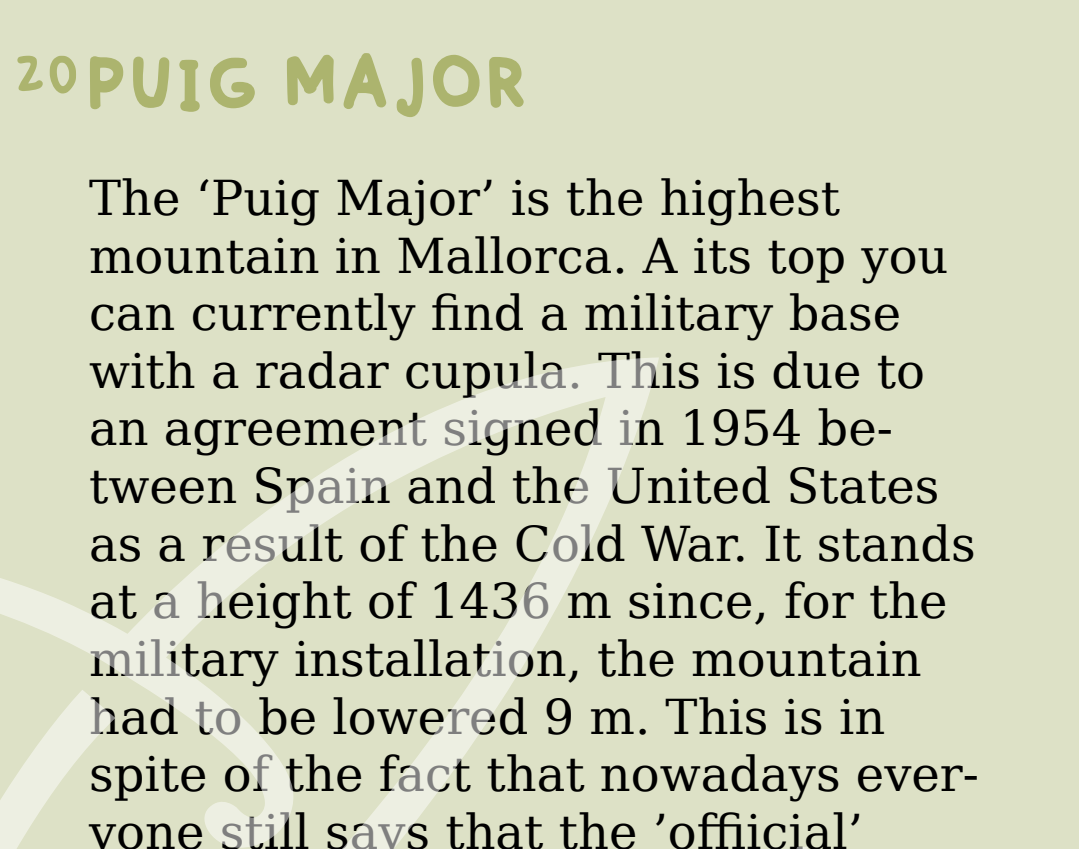 20 PUIG MAJOR
The ‘Puig Major’ is the highest
mountain in Mallorca. A its top you
can currently find a military base
with a radar cupula. This is due to
an agreement signed in 1954 be-
tween Spain and the United States
as a result of the Cold War. It stands
at a height of 1436 m since, for the
military installation, the mountain
had to be lowered 9 m. This is in
spite of the fact that nowadays ever-
yone still says that the ’offiicial’